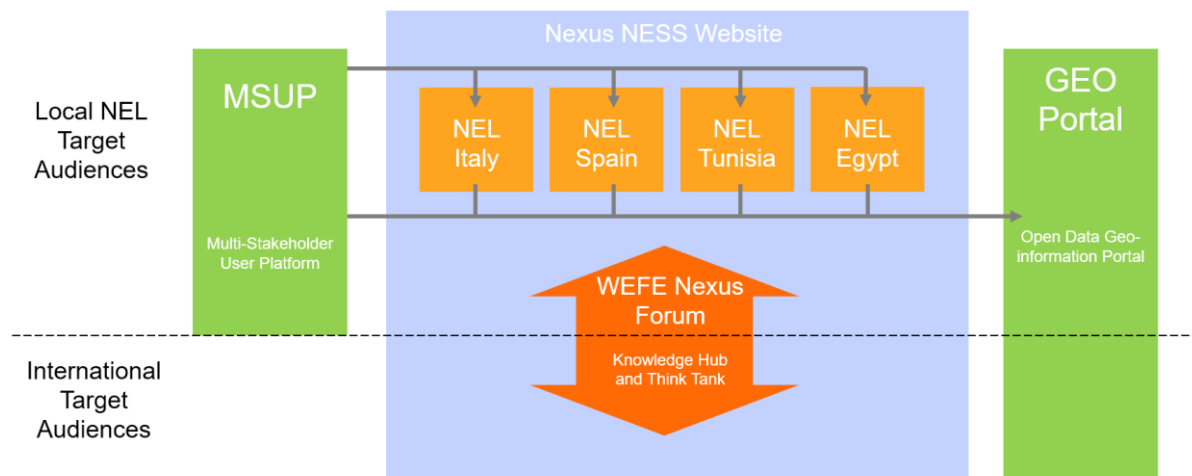 Nexus NESS Website
Local NEL
Target
Audiences
MSUP
Multi-Stakeholder
User Platform
NEL
Italy
NEL
Spain
NEL
Tunisia
NEL
Egypt
GEO
Portal
Open Data Geo-
information Portal
WEFE Nexus
Forum
Knowledge Hub
and Think Tank
International
Target
Audiences